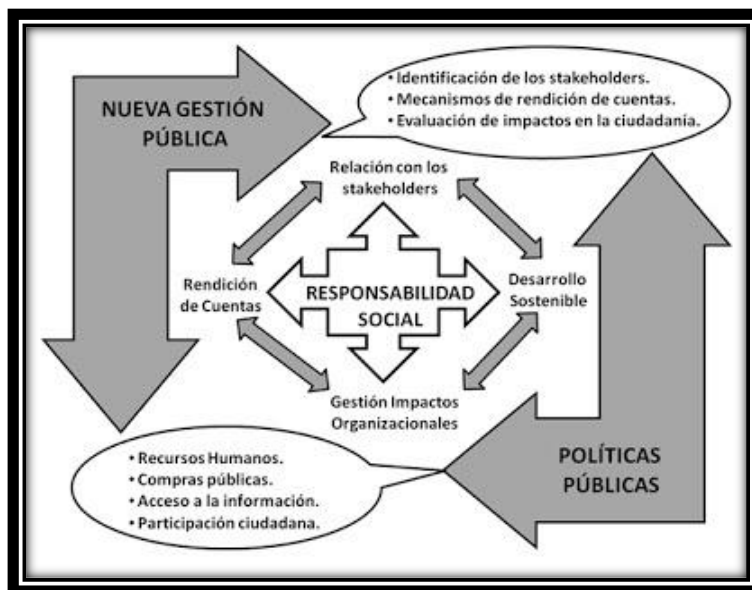 NUEVA GESTIÓN
PÚBLICA
• Identificación de los stakeholders.
• Mecanismos de rendición de cuentas.
• Evaluación de impactos en la ciudadanía.
Relación con los
stakeholders
Rendición
de Cuentas
RESPONSABILIDAD
SOCIAL
Desarrollo
Sostenible
Gestión Impactos
Organizacionales
• Recursos Humanos.
• Compras públicas.
• Acceso a la información.
• Participación ciudadana.
POLÍTICAS
PÚBLICAS